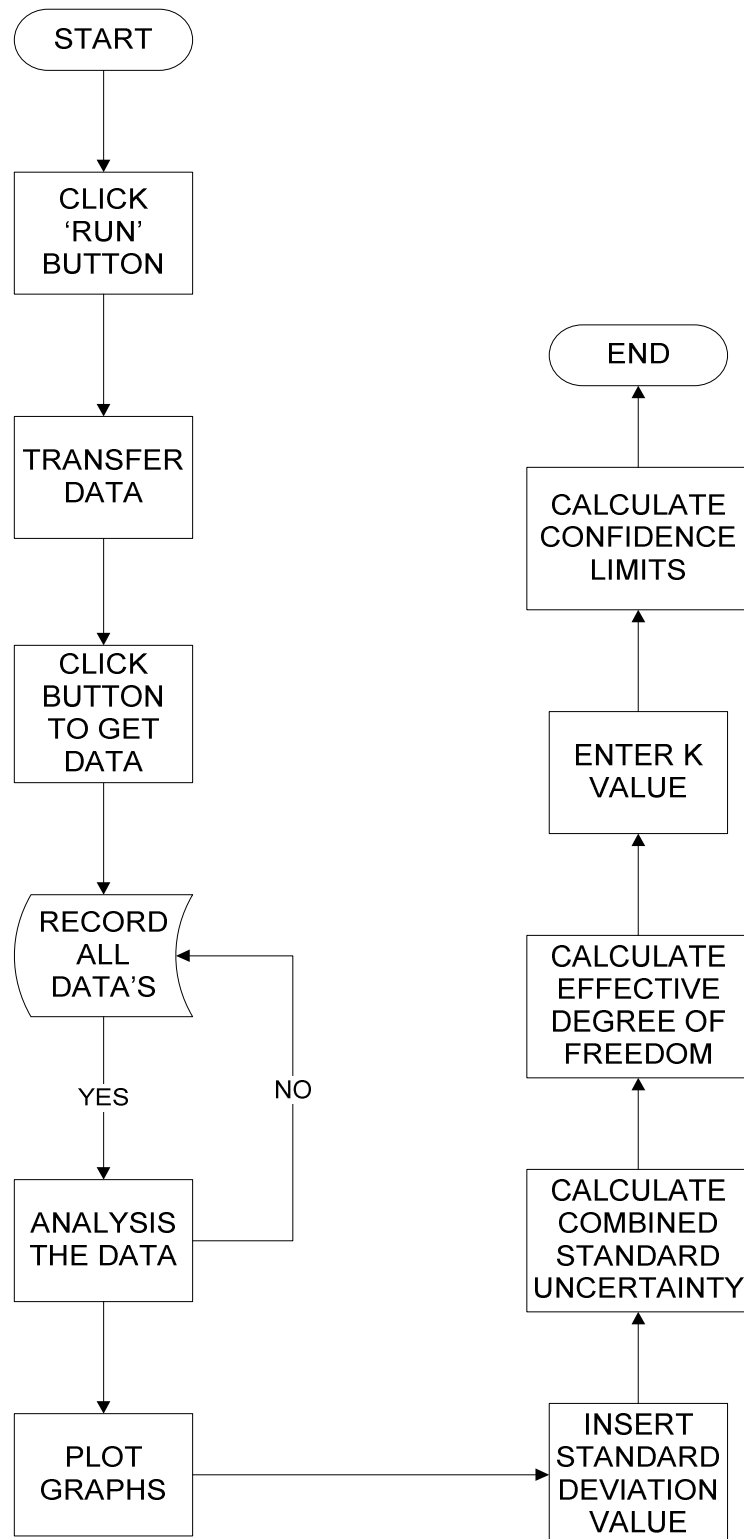 START
CLICK
‘RUN’
BUTTON
TRANSFER
DATA
CLICK
BUTTON
TO GET
DATA
RECORD
ALL
DATA’S
YES
NO
ANALYSIS
THE DATA
PLOT
GRAPHS
INSERT
STANDARD
DEVIATION
VALUE
CALCULATE
COMBINED
STANDARD
UNCERTAINTY
CALCULATE
EFFECTIVE
DEGREE OF
FREEDOM
ENTER K
VALUE
CALCULATE
CONFIDENCE
LIMITS
END